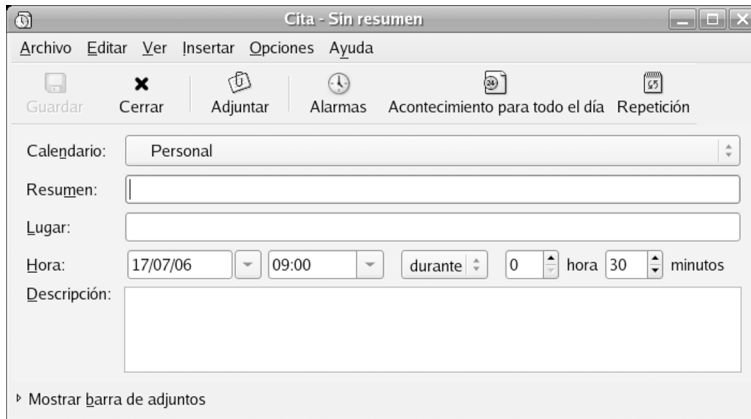 Cita - Sin resumen
Archivo Editar Ver Insertar Opciones Ayuda
Guardar Cerrar Adjuntar Alarmas Acontecimiento para todo el día Repetición
Calendario: Personal
Resumen:
Lugar:
Hora: 17/07/06 09:00 durante 0 hora 30 minutos
Descripción:
Mostrar barra de adjuntos